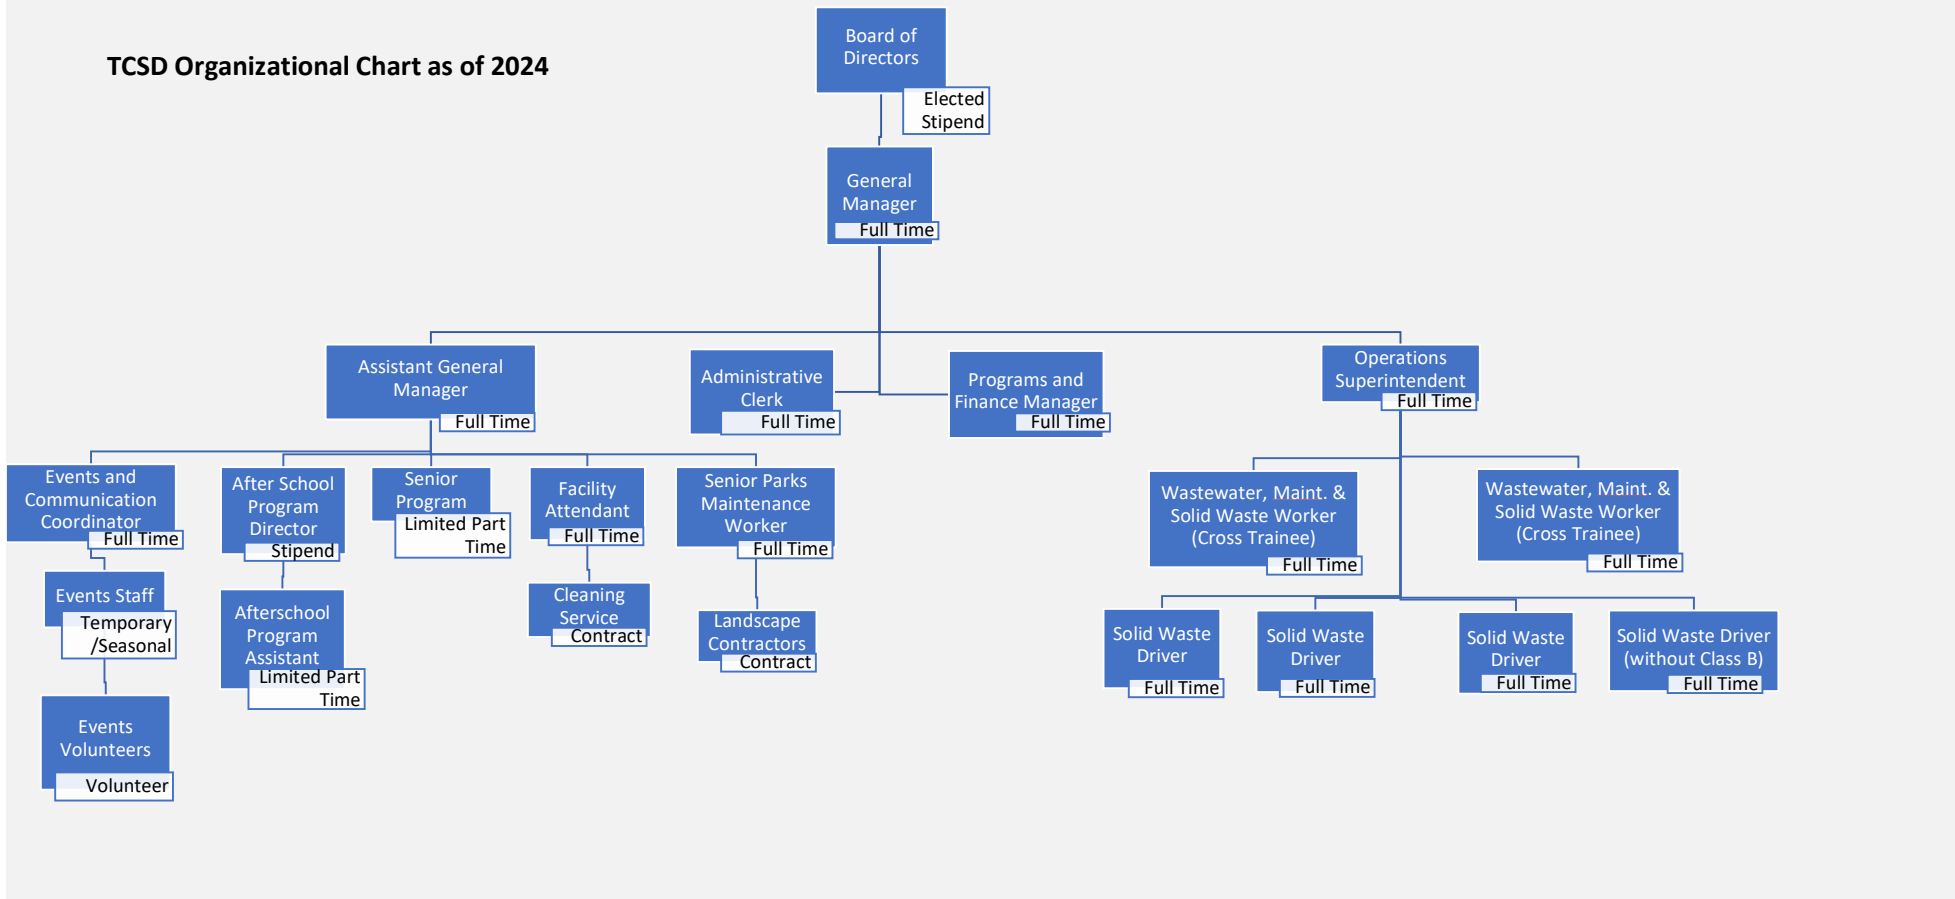 TCSD Organizational Chart as of 2024
Board of
Directors
Elected
Stipend
General
Manager
Full Time
Assistant General
Manager
Full Time
Administrative
Clerk
Full Time
Programs and
Finance Manager
Full Time
Operations
Superintendent
Full Time
Events and
Communication
Coordinator
Full Time
After School
Program
Director
Stipend
Senior
Program
Limited Part
Time
Facility
Attendant
Full Time
Senior Parks
Maintenance
Worker
Full Time
Wastewater, Maint. &
Solid Waste Worker
(Cross Trainee)
Full Time
Wastewater, Maint. &
Solid Waste Worker
(Cross Trainee)
Full Time
Events Staff
Temporary
/Seasonal
Afterschool
Program
Assistant
Limited Part
Time
Cleaning
Service
Contract
Landscape
Contractors
Contract
Solid Waste
Driver
Full Time
Solid Waste
Driver
Full Time
Solid Waste
Driver
Full Time
Solid Waste Driver
(without Class B)
Full Time
Events
Volunteers
Volunteer